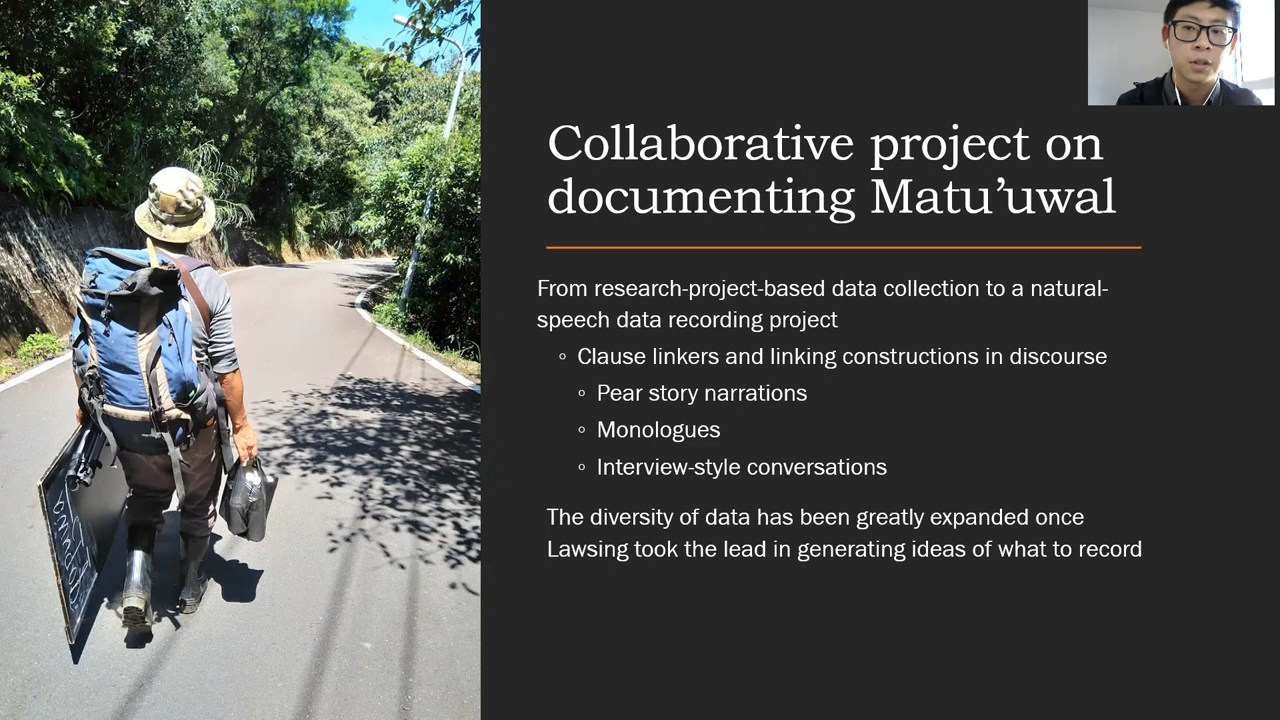 Collaborative project on
documenting Matu’uwal
From research-project-based data collection to a natural-
speech data recording project
◦ Clause linkers and linking constructions in discourse
◦ Pear story narrations
◦ Monologues
◦ Interview-style conversations
The diversity of data has been greatly expanded once
Lawsing took the lead in generating ideas of what to record